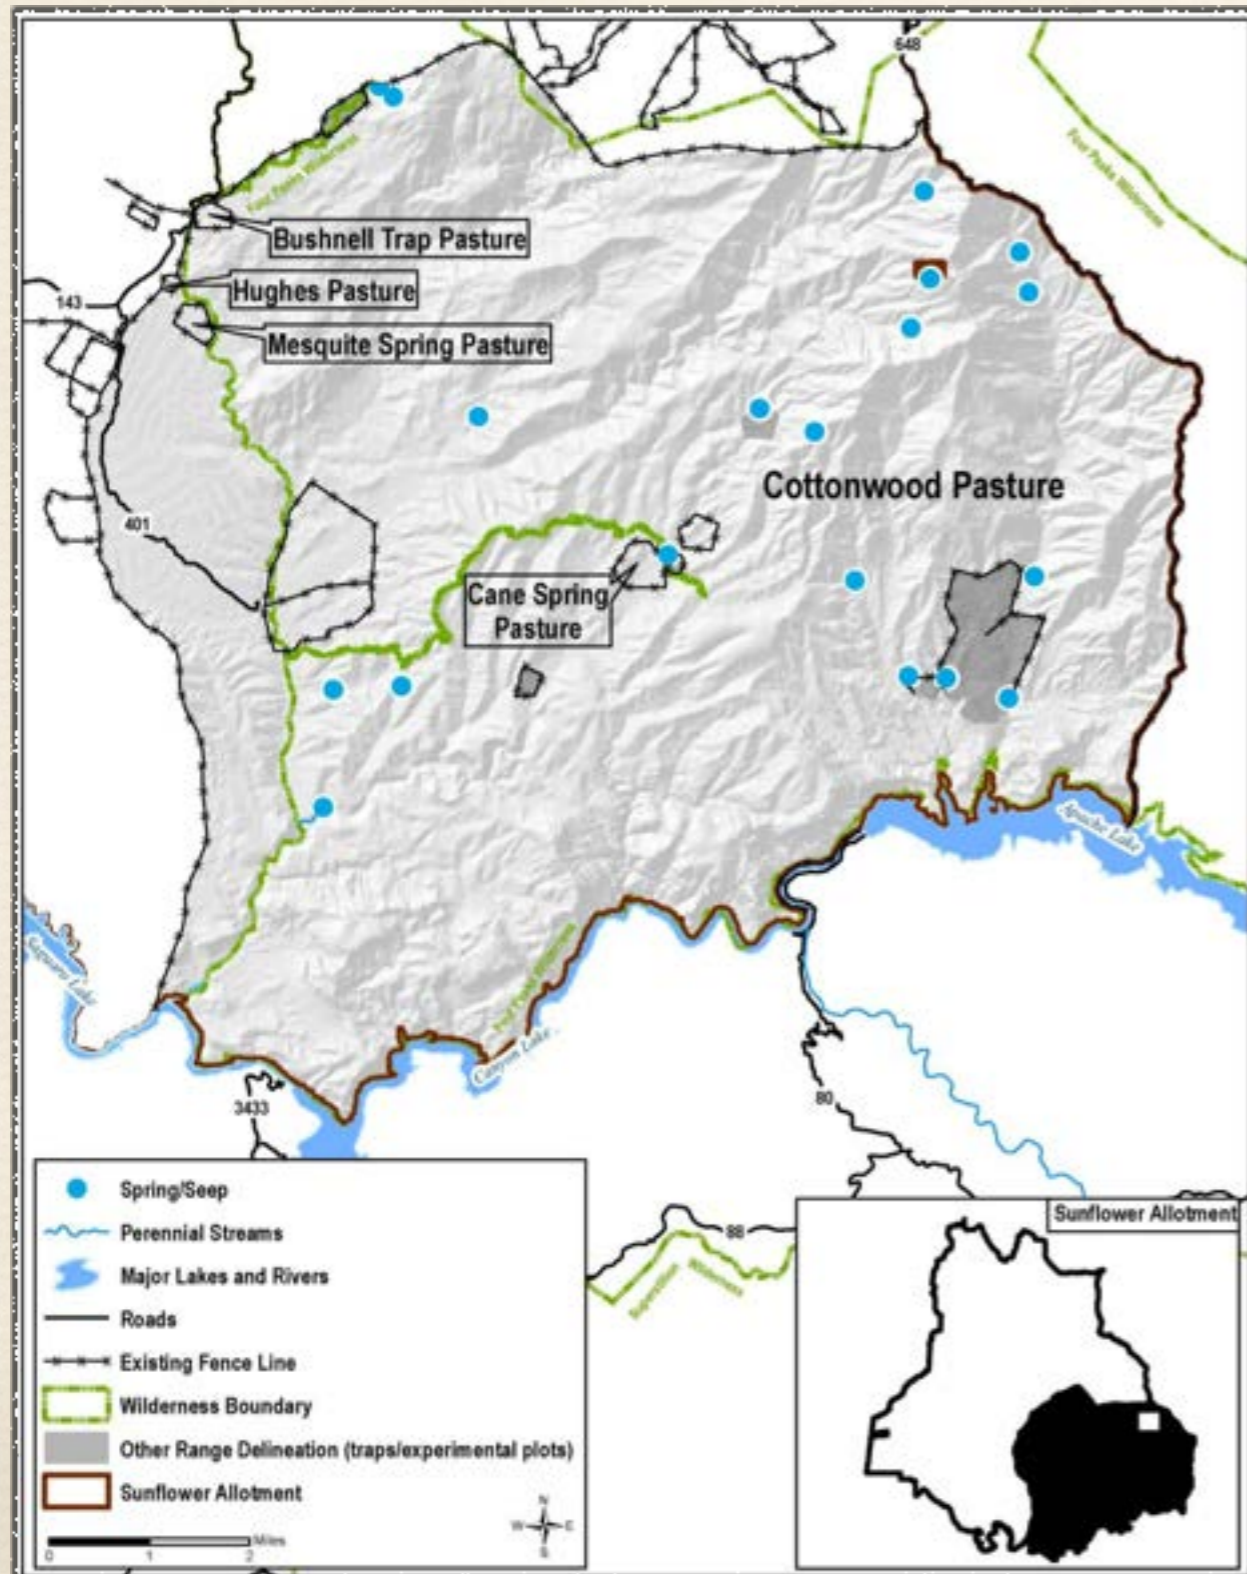 648
Four Peaks Wilderness
Four Peaks Wilderness
Bushnell Trap Pasture
Hughes Pasture
143
Mesquite Spring Pasture
Cottonwood Pasture
401
Cane Spring
Pasture
Apache Lake
Saguaro Lake
Four Peaks Wilderness
Canyon Lake
3433
80
88
Superstition Wilderness
Spring/Seep
Perennial Streams
Major Lakes and Rivers
Roads
Existing Fence Line
Wilderness Boundary
Other Range Delineation (traps/experimental plots)
Sunflower Allotment
Miles
0 1 2
N
W E
S
Sunflower Allotment